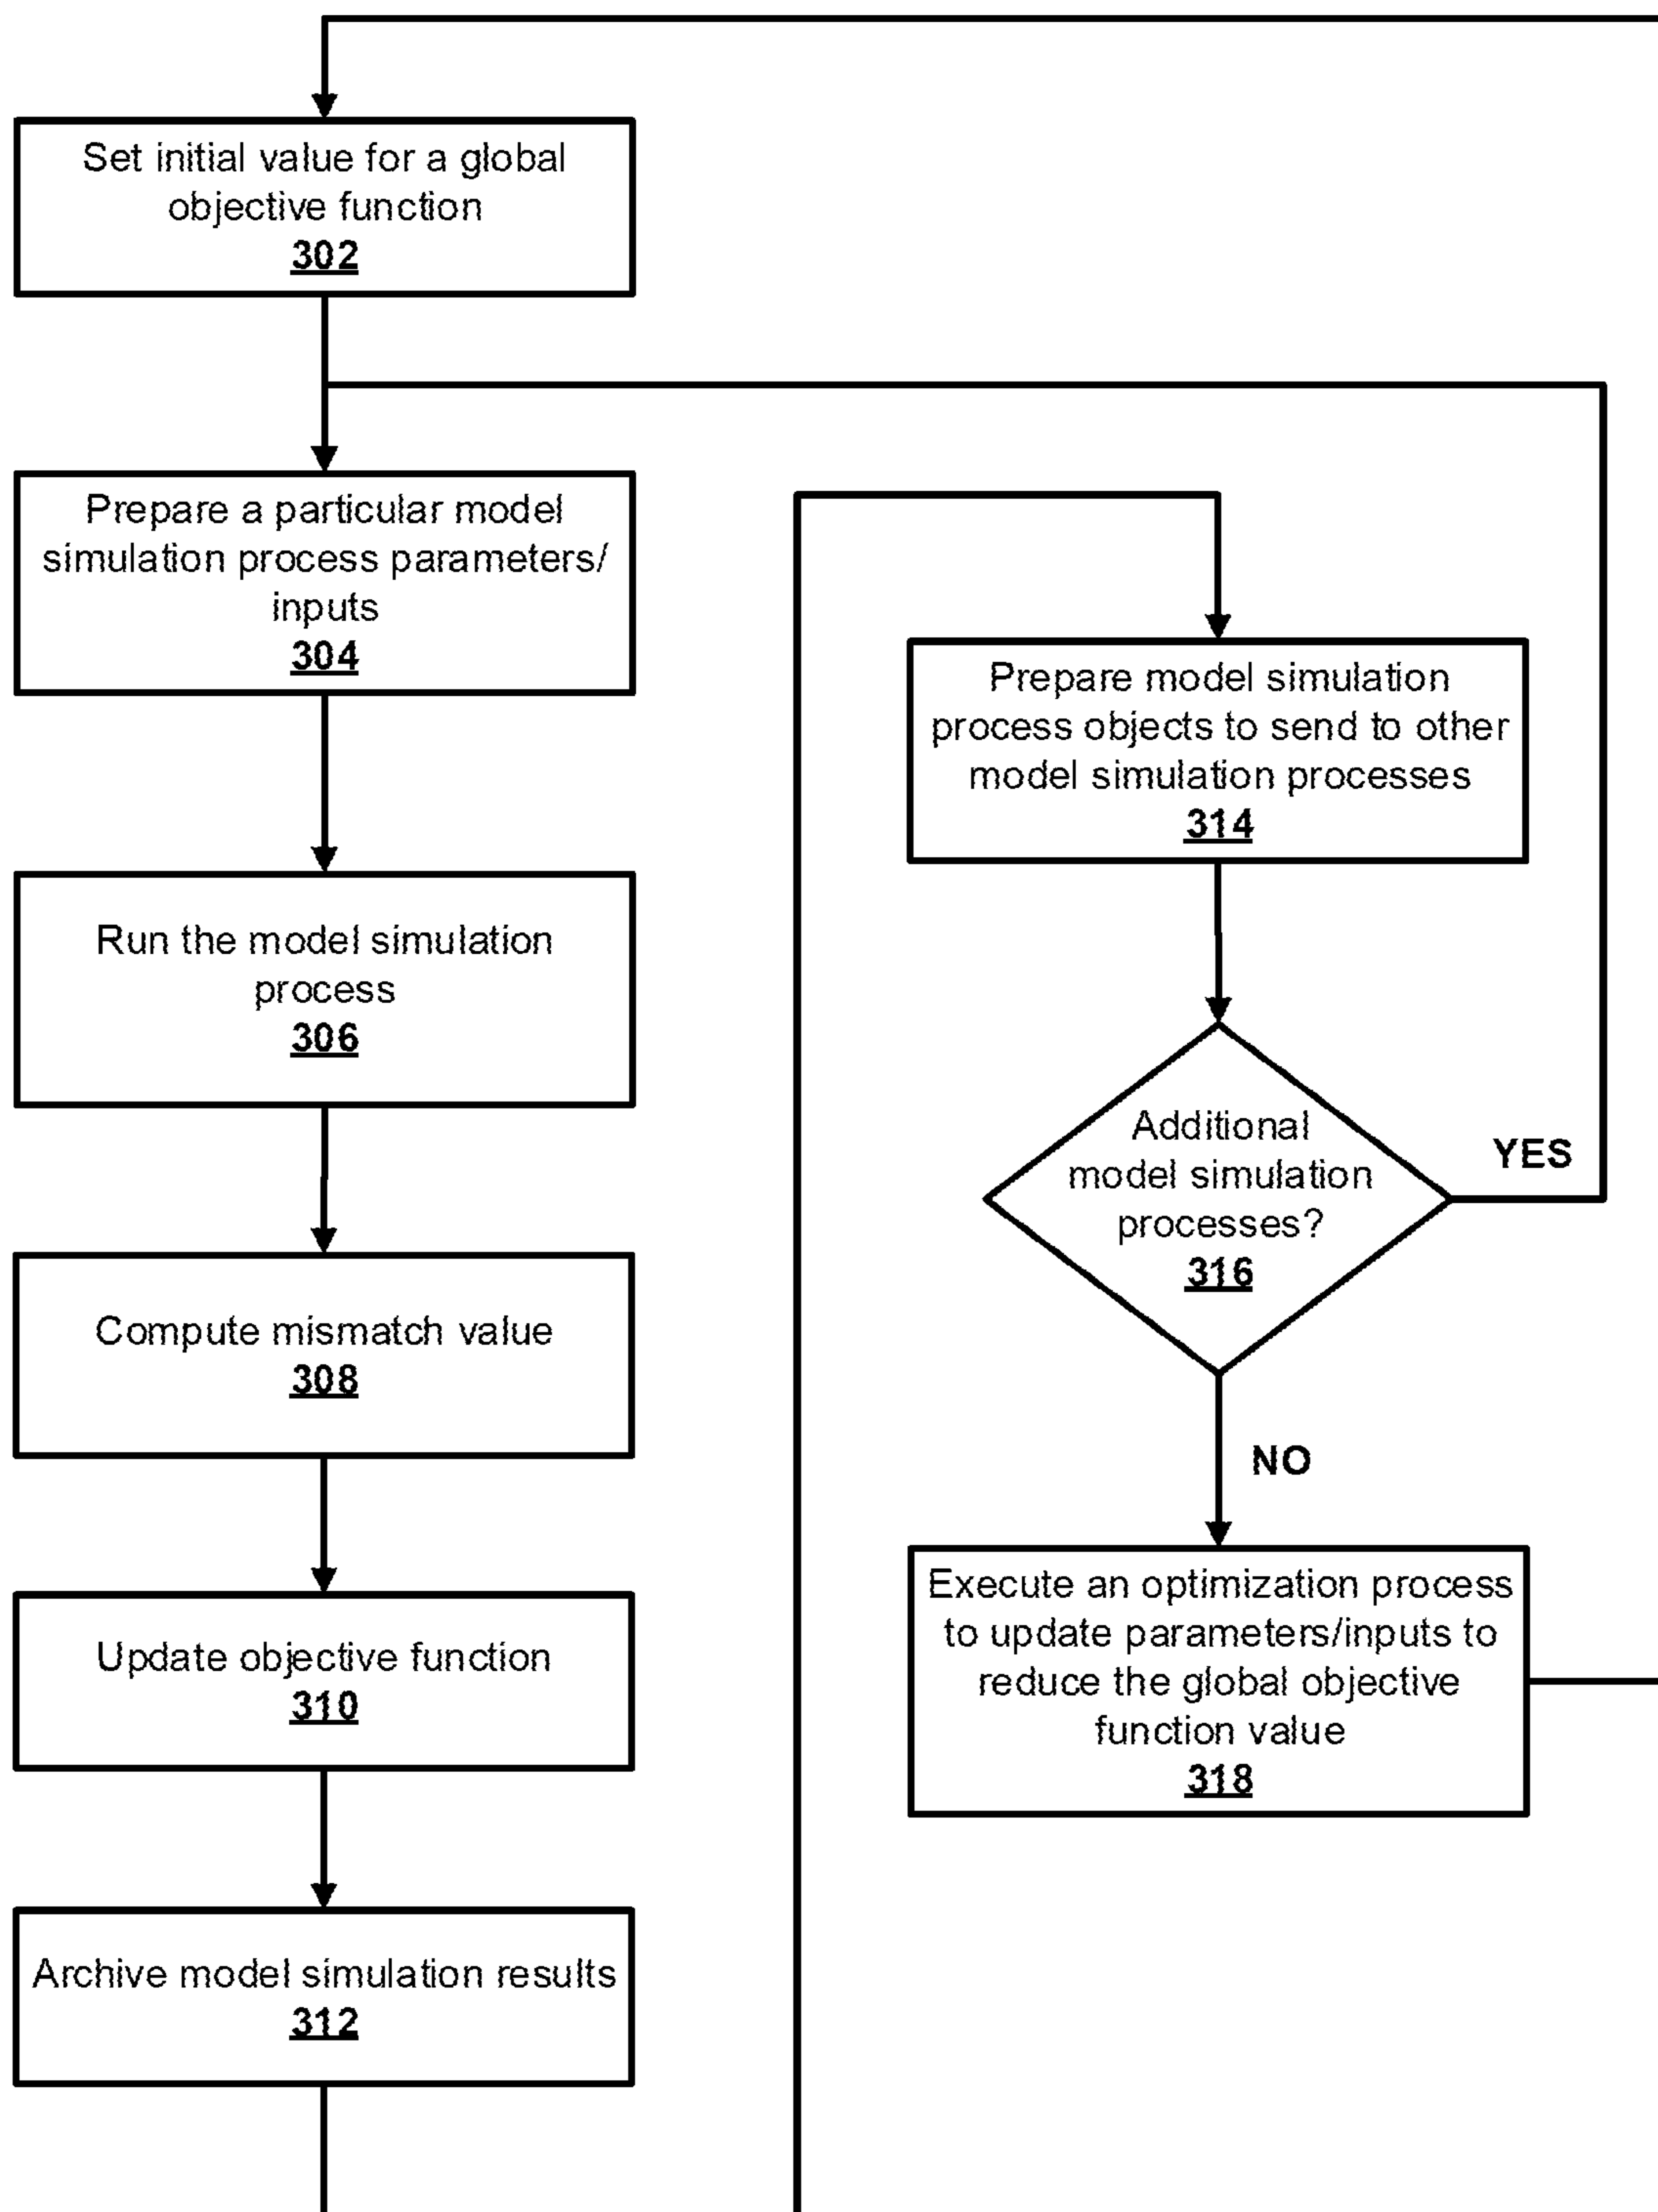 Set initial value for a global
objective function
302
Prepare a particular model
simulation process parameters/
inputs
304
Run the model simulation
process
306
Compute mismatch value
308
Update objective function
310
Archive model simulation results
312
Prepare model simulation
process objects to send to other
model simulation processes
314
Additional
model simulation
processes?
316
YES
NO
Execute an optimization process
to update parameters/inputs to
reduce the global objective
function value
318